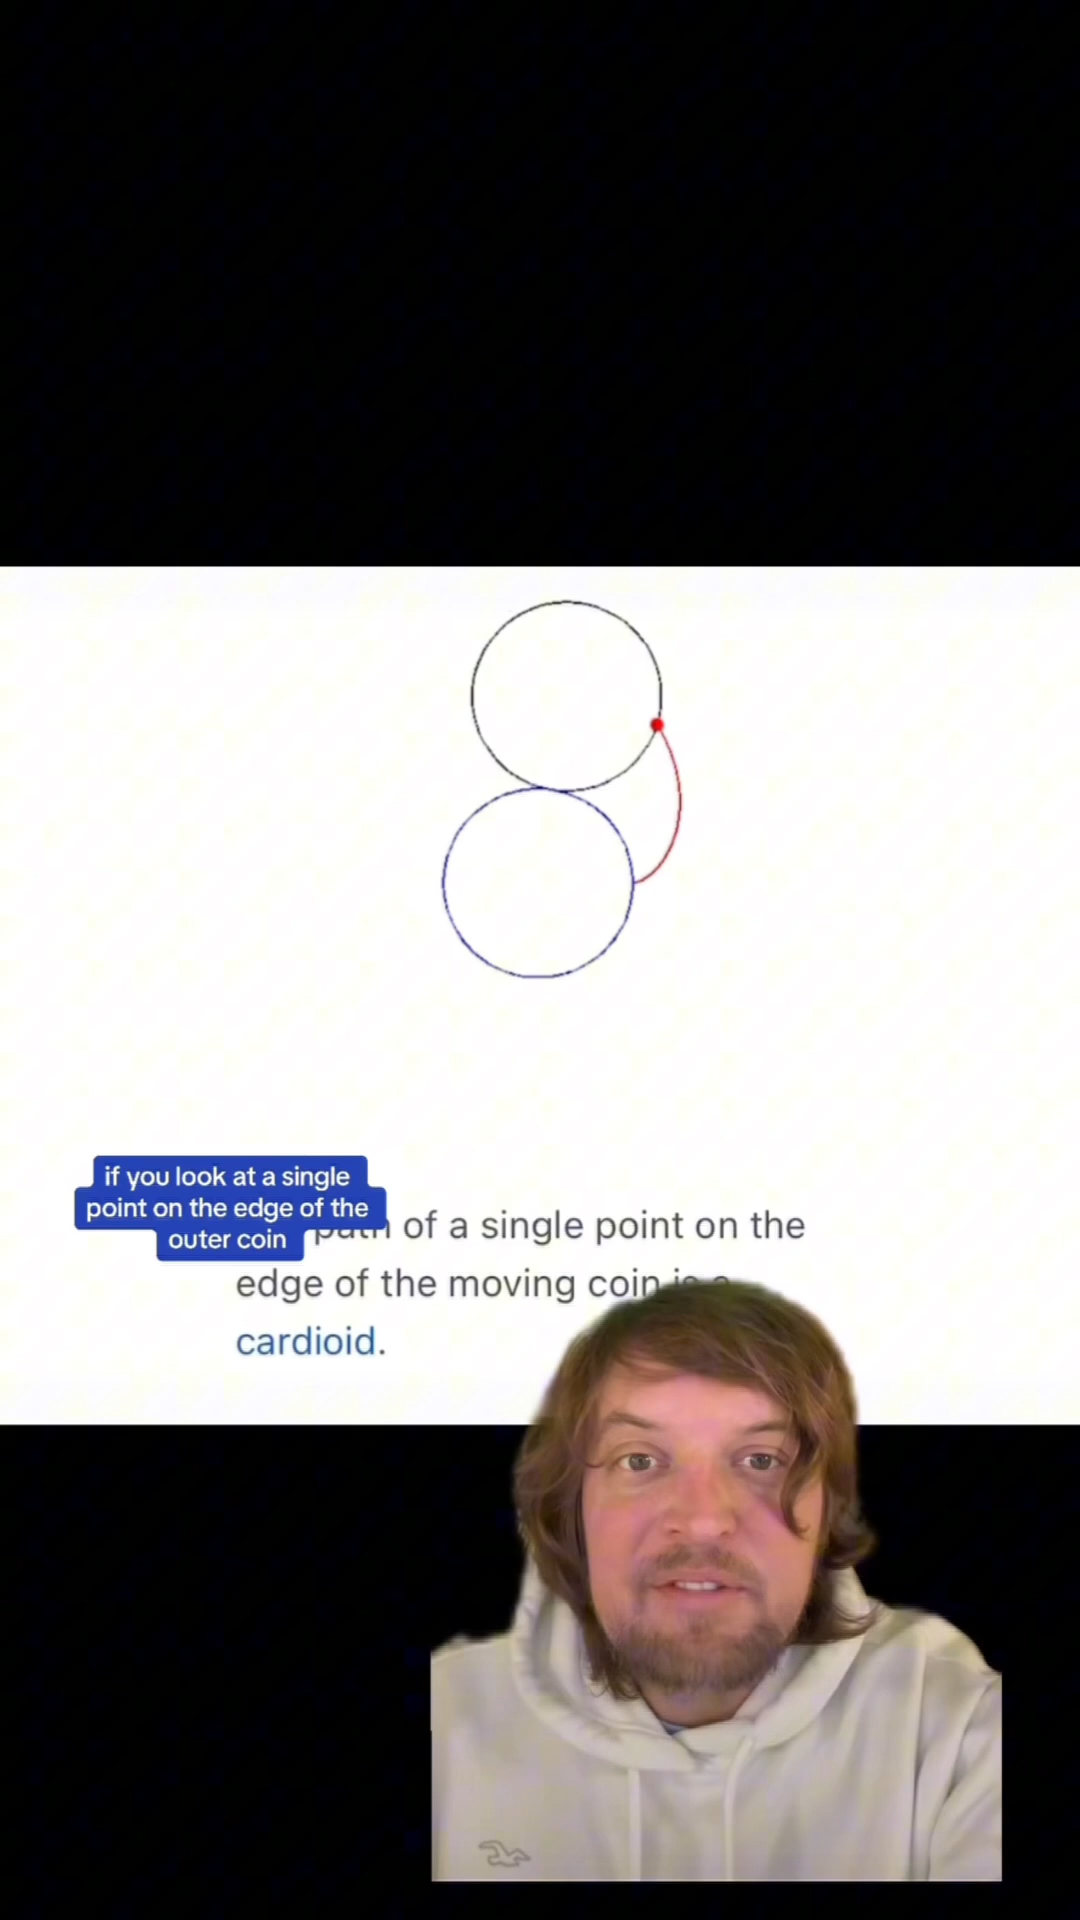 if you look at a single
point on the edge of the
outer coin
of a single point on the
edge of the moving coin is a
cardioid.